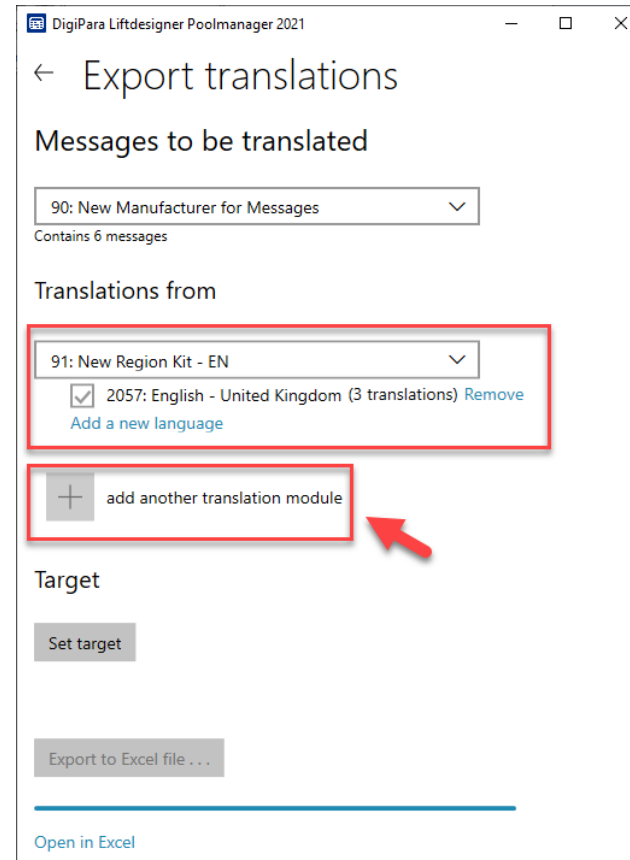 DigiPara Liftdesigner Poolmanager 2021
Export translations
Messages to be translated
90: New Manufacturer for Messages
Contains 6 messages
Translations from
91: New Region Kit - EN
2057: English - United Kingdom (3 translations) Remove
Add a new language
add another translation module
Target
Set target
Export to Excel file . . .
Open in Excel